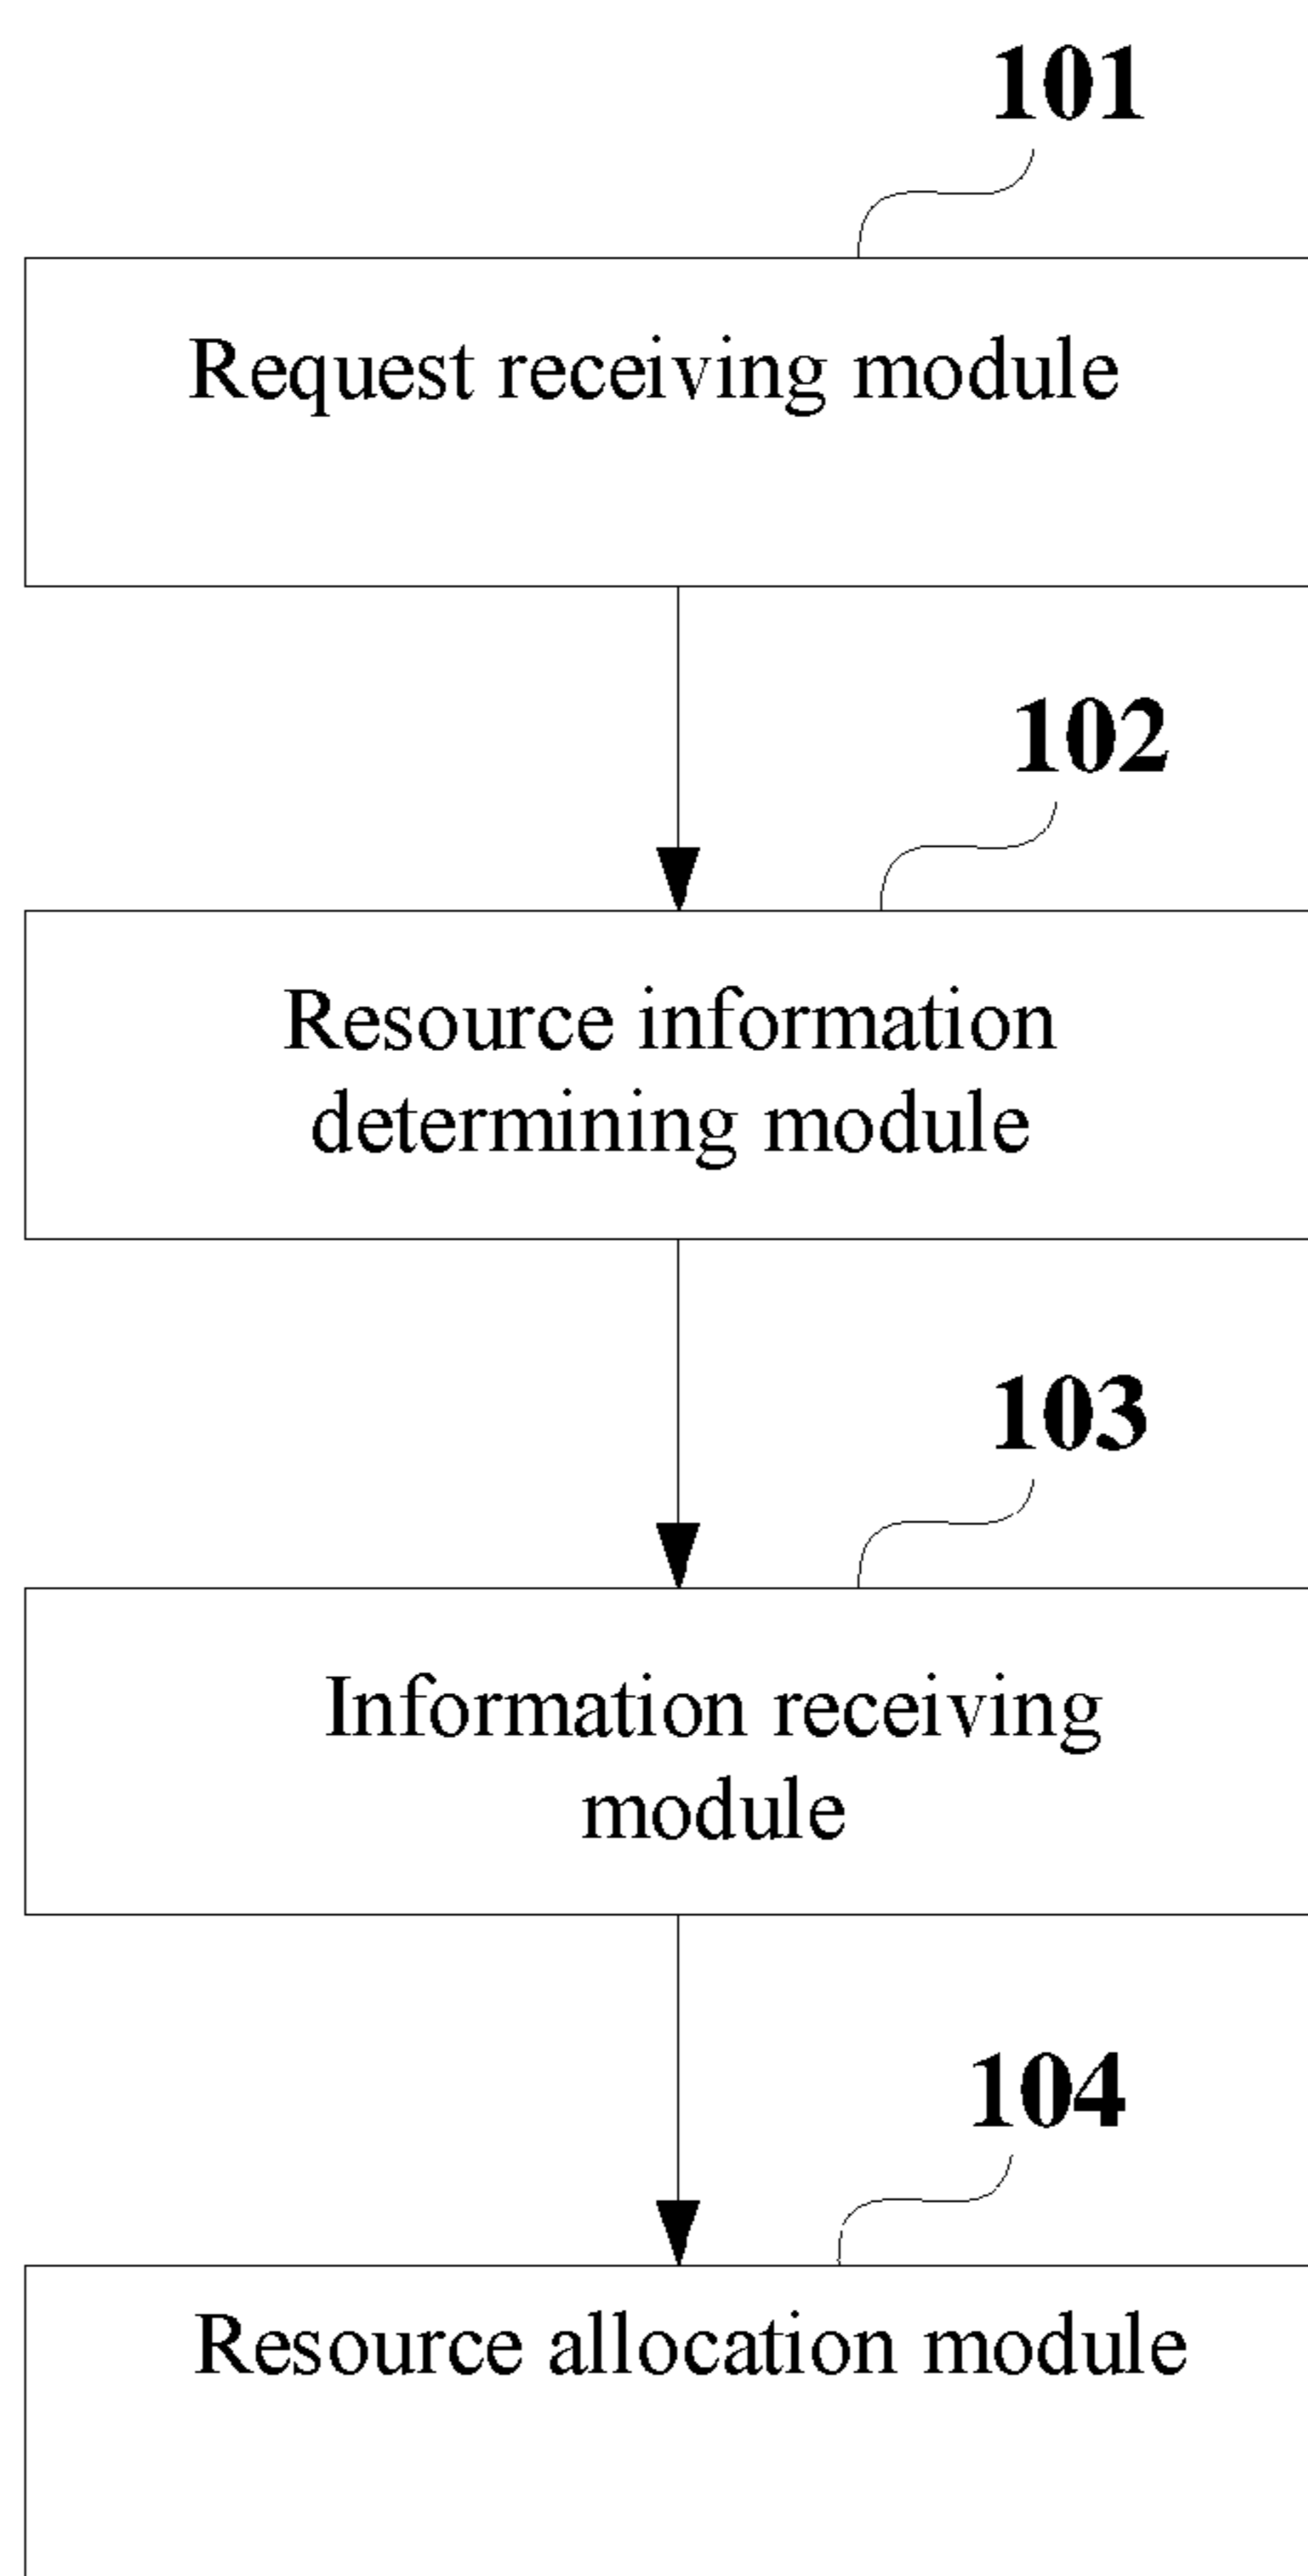 101
Request receiving module
102
Resource information
determining module
103
Information receiving
module
104
Resource allocation module